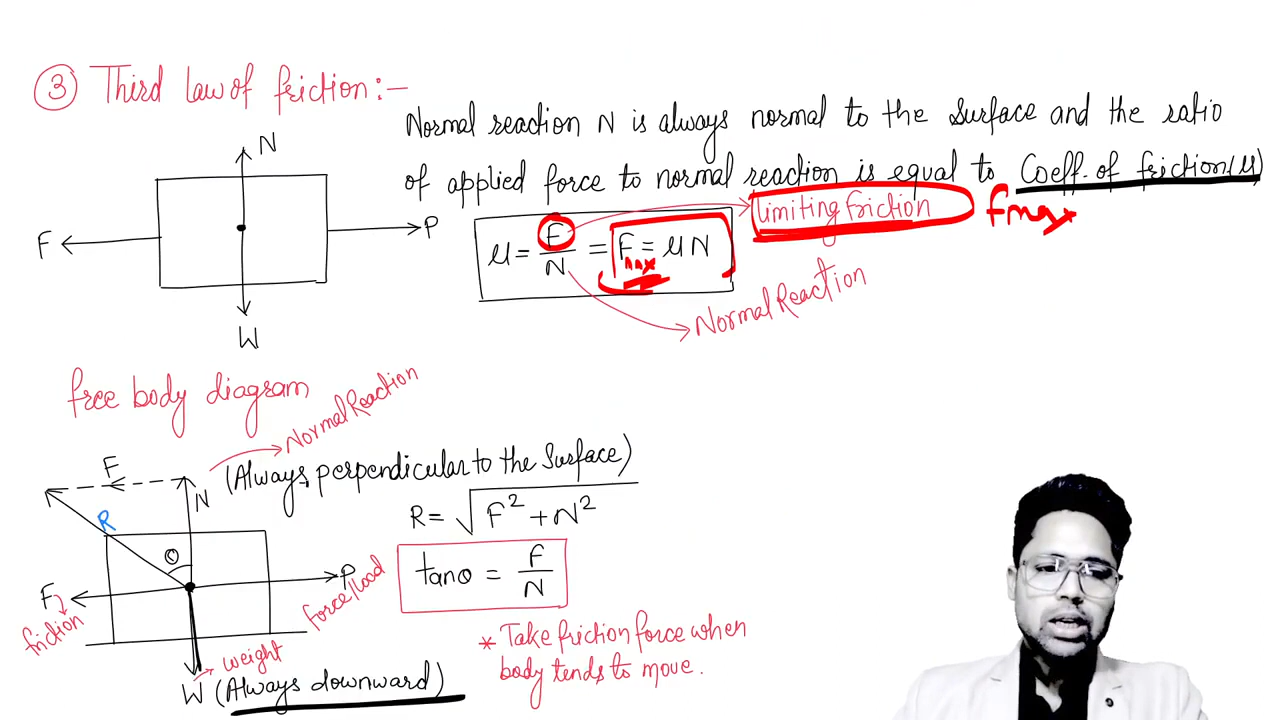 ③ Third law of friction:-
Normal reaction N is always normal to the surface and the ratio
of applied force to normal reaction is equal to Coeff. of friction(μ)
N
F
P
W
μ = F/N = Fmax = μN
limiting friction
fmax
Normal Reaction
free body diagram
Normal Reaction
(Always perpendicular to the surface)
F
N
R
θ
F
friction
P
Force/Load
weight
W (Always downward)
R = √F² + N²
tanθ = F/N
* Take friction force when
body tends to move.